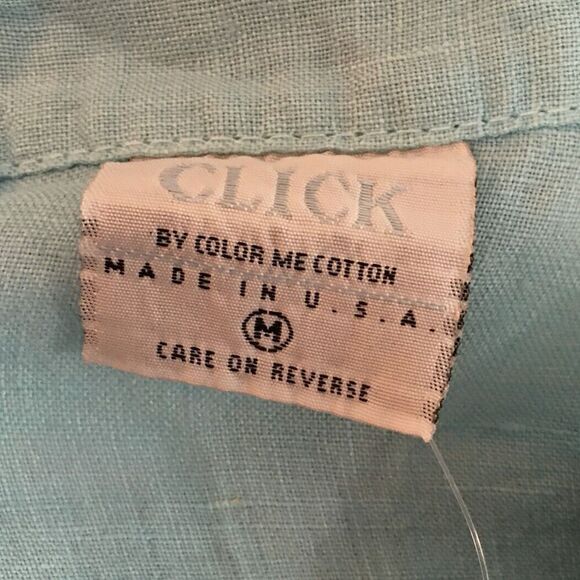 CLICK
BY COLOR ME COTTON
MADE IN U.S.A.
M
CARE ON REVERSE